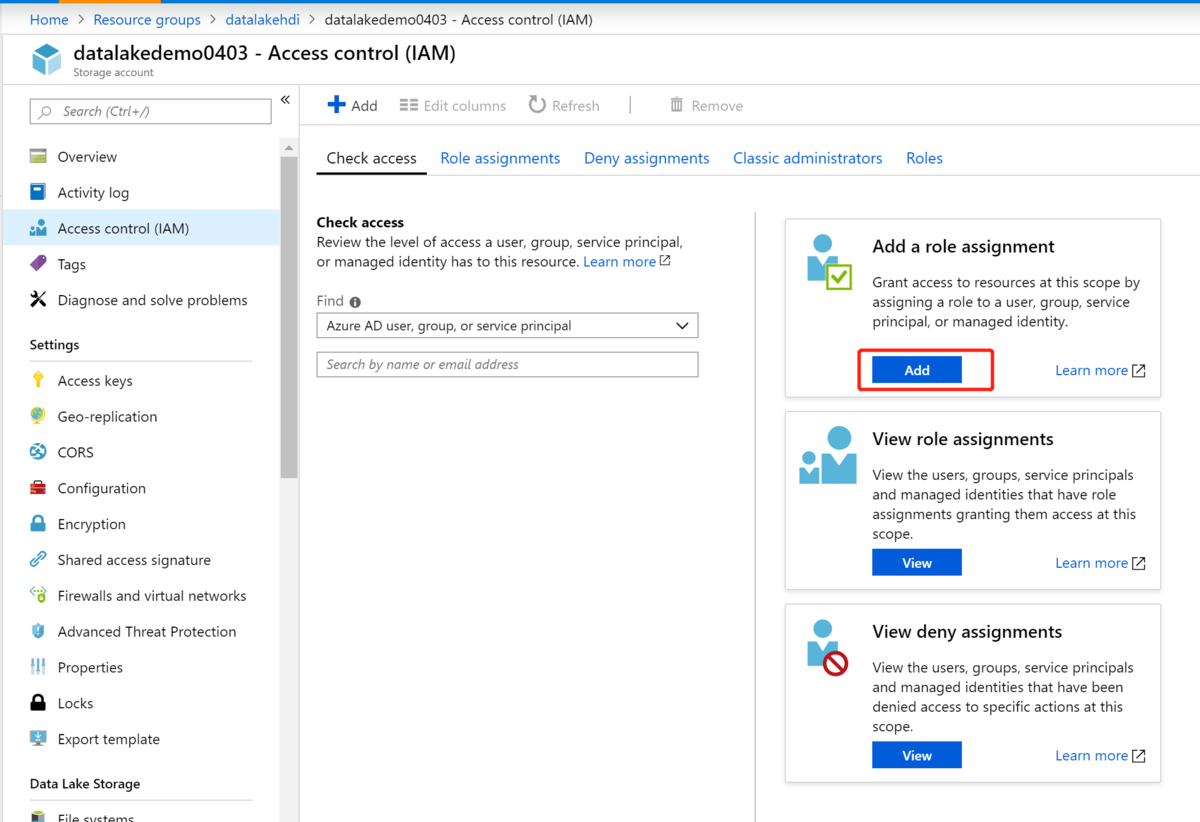 Home > Resource groups > datalakehdi > datalakedemo0403 - Access control (IAM)
datalakedemo0403 - Access control (IAM)
Storage account
Search (Ctrl+/)
«
Overview
Activity log
Access control (IAM)
Tags
Diagnose and solve problems
Settings
Access keys
Geo-replication
CORS
Configuration
Encryption
Shared access signature
Firewalls and virtual networks
Advanced Threat Protection
Properties
Locks
Export template
Data Lake Storage
File systems
Add Edit columns Refresh | Remove
Check access Role assignments Deny assignments Classic administrators Roles
Check access
Review the level of access a user, group, service principal,
or managed identity has to this resource. Learn more
Find
Azure AD user, group, or service principal
Search by name or email address
Add a role assignment
Grant access to resources at this scope by
assigning a role to a user, group, service
principal, or managed identity.
Add Learn more
View role assignments
View the users, groups, service principals
and managed identities that have role
assignments granting them access at this
scope.
View Learn more
View deny assignments
View the users, groups, service principals
and managed identities that have been
denied access to specific actions at this
scope.
View Learn more